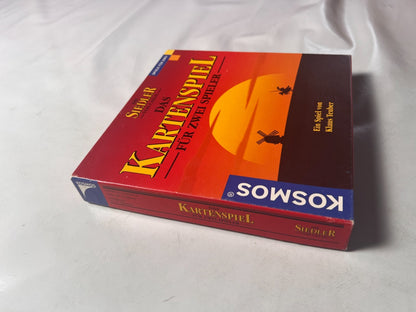 SIEDLER
DAS
KARTENSPIEL
FÜR ZWEI SPIELER
Ein Spiel von
Klaus Teuber
KOSMOS®
KARTENSPIEL
SIEDLER